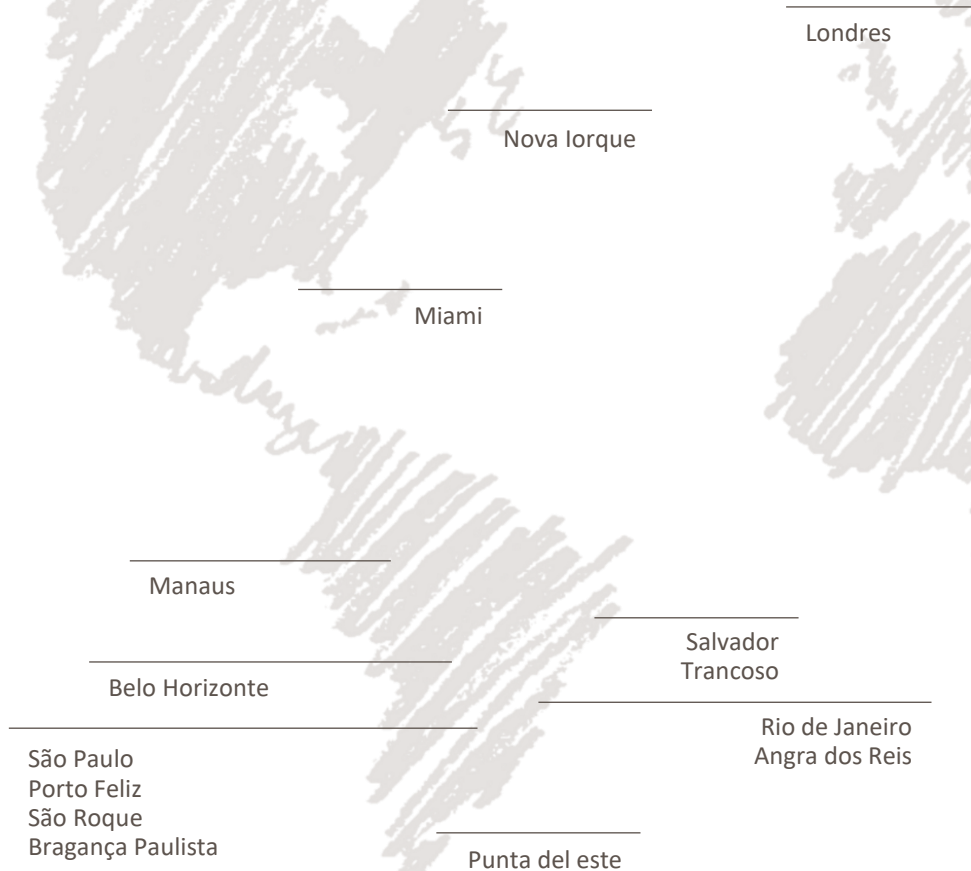 Londres
Nova Iorque
Miami
Manaus
Salvador
Trancoso
Belo Horizonte
Rio de Janeiro
Angra dos Reis
São Paulo
Porto Feliz
São Roque
Bragança Paulista
Punta del este